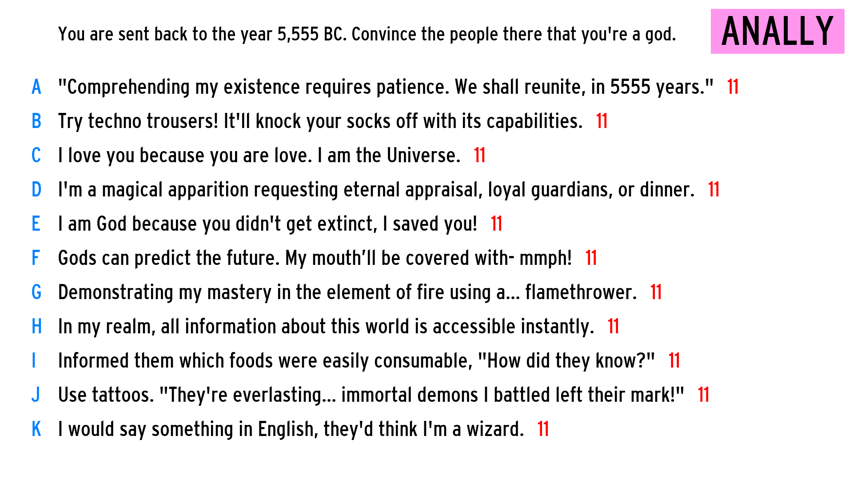 You are sent back to the year 5,555 BC. Convince the people there that you're a god.
ANALLY
A "Comprehending my existence requires patience. We shall reunite, in 5555 years." 11
B Try techno trousers! It'll knock your socks off with its capabilities. 11
C I love you because you are love. I am the Universe. 11
D I'm a magical apparition requesting eternal appraisal, loyal guardians, or dinner. 11
E I am God because you didn't get extinct, I saved you! 11
F Gods can predict the future. My mouth’ll be covered with- mmph! 11
G Demonstrating my mastery in the element of fire using a... flamethrower. 11
H In my realm, all information about this world is accessible instantly. 11
I Informed them which foods were easily consumable, "How did they know?" 11
J Use tattoos. "They're everlasting... immortal demons I battled left their mark!" 11
K I would say something in English, they'd think I'm a wizard. 11